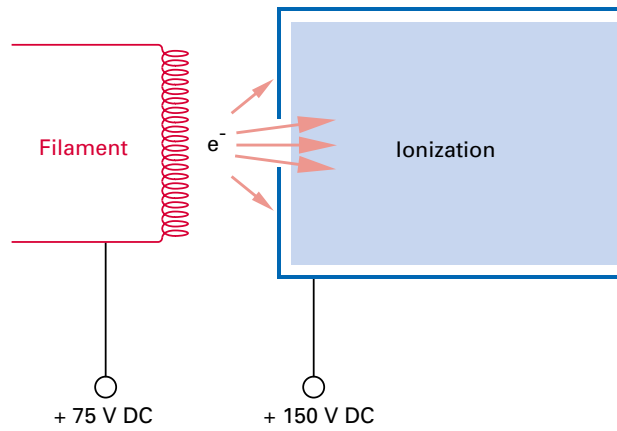 Filament
e-
Ionization
+ 75 V DC
+ 150 V DC